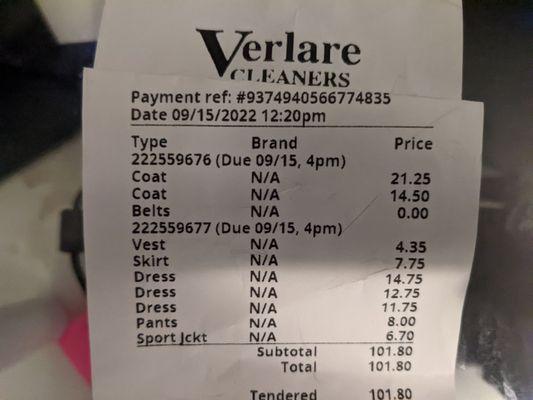 Verlare
CLEANERS
Payment ref: #9374940566774835
Date 09/15/2022 12:20pm
Type Brand Price
222559676 (Due 09/15, 4pm)
Coat N/A 21.25
Coat N/A 14.50
Belts N/A 0.00
222559677 (Due 09/15, 4pm)
Vest N/A 4.35
Skirt N/A 7.75
Dress N/A 14.75
Dress N/A 12.75
Dress N/A 11.75
Pants N/A 8.00
Sport Jckt N/A 6.70
Subtotal 101.80
Total 101.80
Tendered 101.80